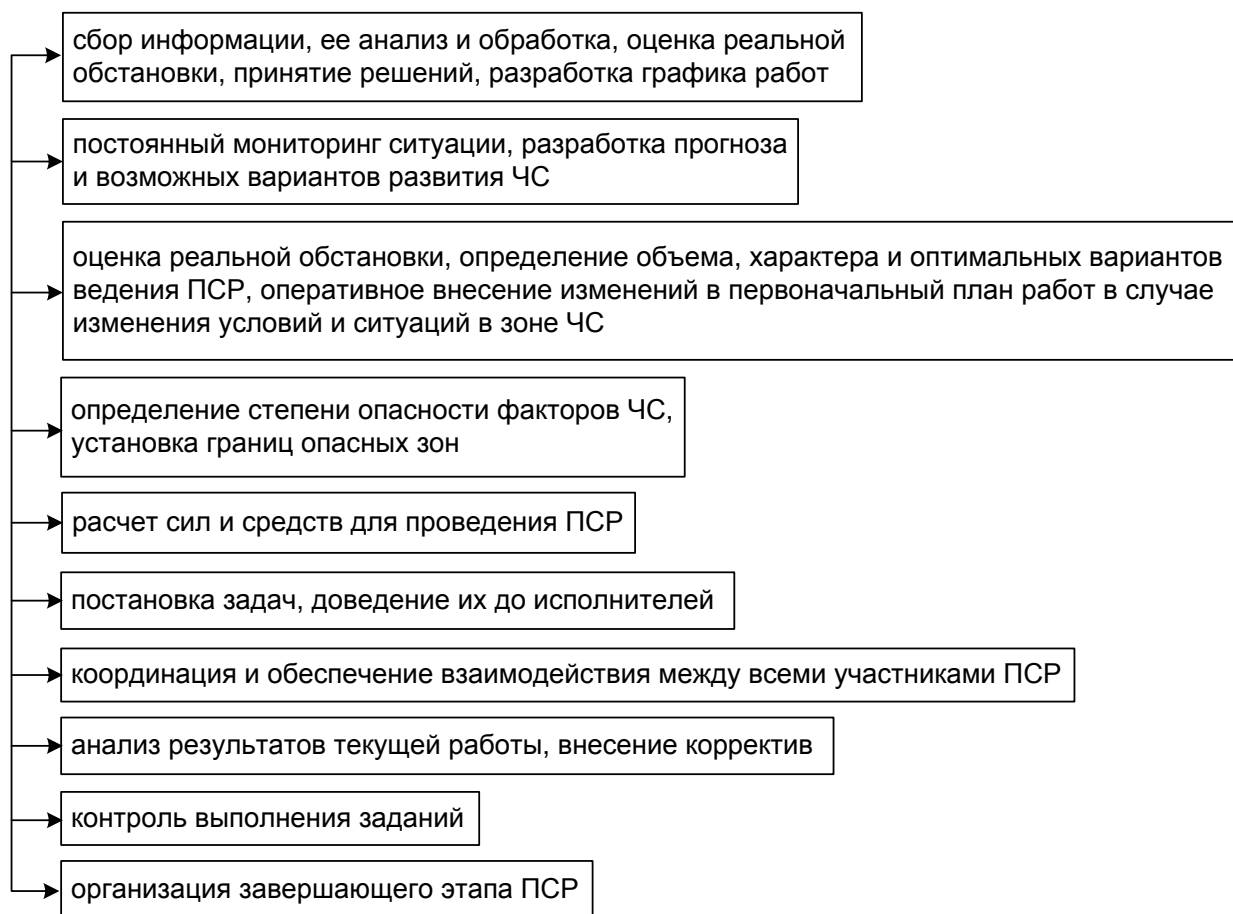 сбор информации, ее анализ и обработка, оценка реальной
обстановки, принятие решений, разработка графика работ
постоянный мониторинг ситуации, разработка прогноза
и возможных вариантов развития ЧС
оценка реальной обстановки, определение объема, характера и оптимальных вариантов
ведения ПСР, оперативное внесение изменений в первоначальный план работ в случае
изменения условий и ситуаций в зоне ЧС
определение степени опасности факторов ЧС,
установка границ опасных зон
расчет сил и средств для проведения ПСР
постановка задач, доведение их до исполнителей
координация и обеспечение взаимодействия между всеми участниками ПСР
анализ результатов текущей работы, внесение корректив
контроль выполнения заданий
организация завершающего этапа ПСР